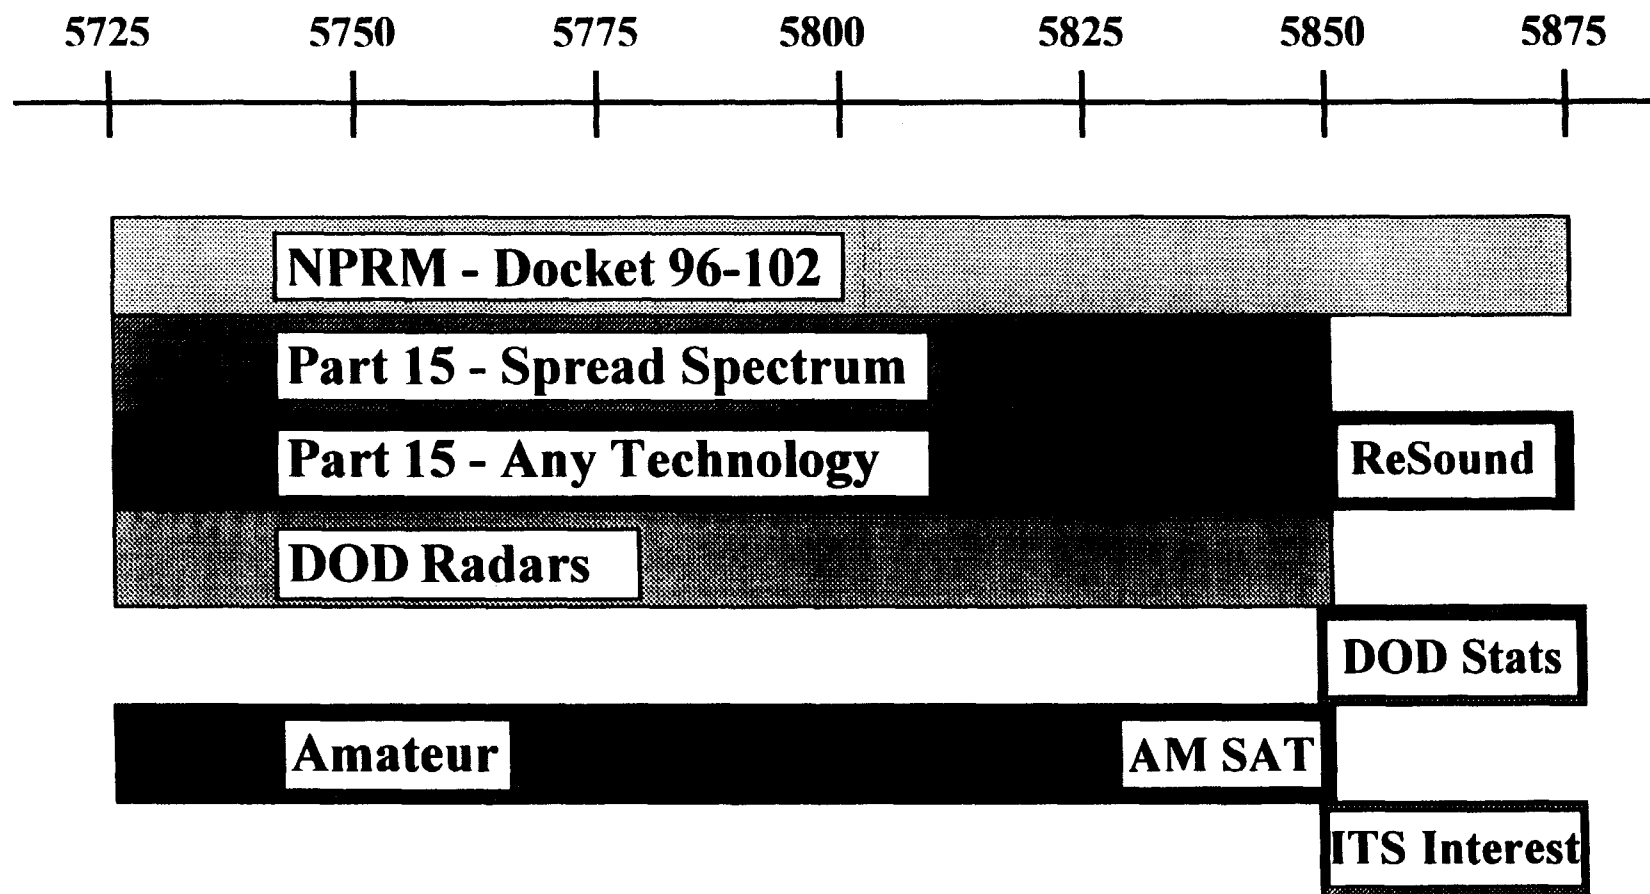 5725 5750 5775 5800 5825 5850 5875
NPRM - Docket 96-102
Part 15 - Spread Spectrum
Part 15 - Any Technology
ReSound
DOD Radars
DOD Stats
Amateur
AM SAT
ITS Interest